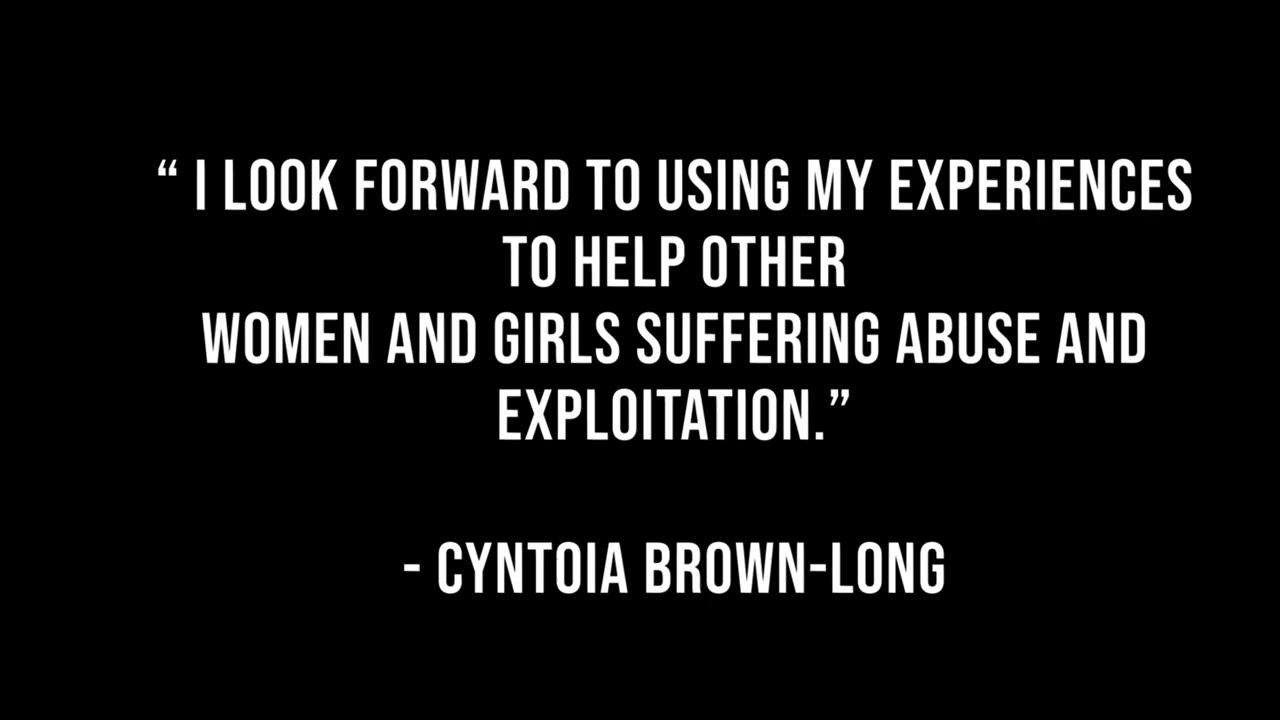 “ I LOOK FORWARD TO USING MY EXPERIENCES
TO HELP OTHER
WOMEN AND GIRLS SUFFERING ABUSE AND
EXPLOITATION.”
- CYNTOIA BROWN-LONG